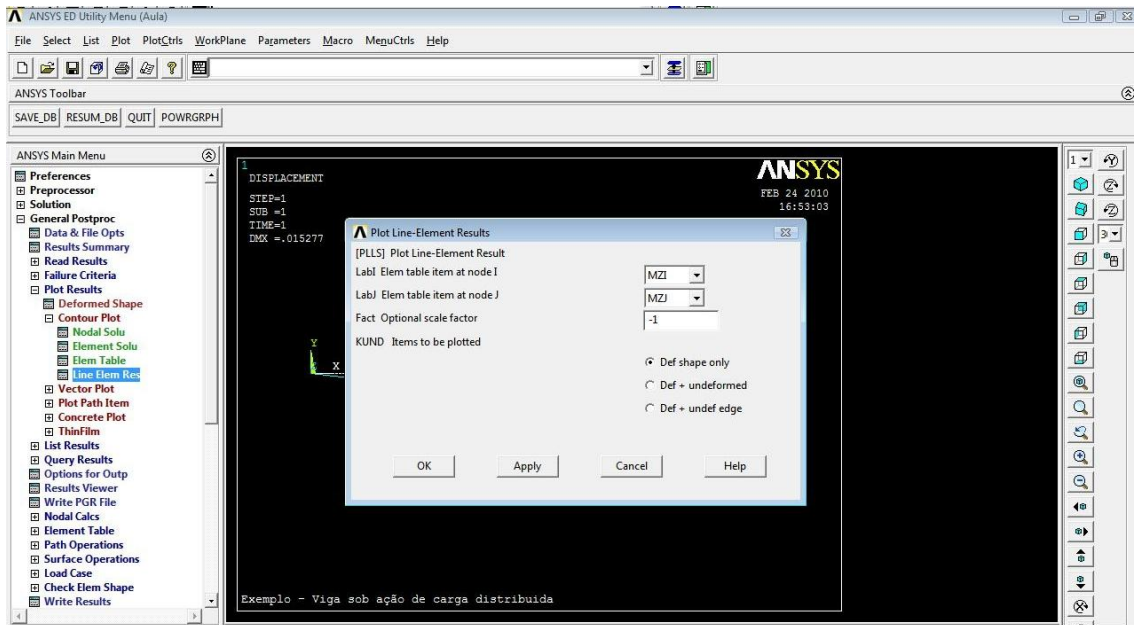 ANSYS ED Utility Menu (Aula)
File Select List Plot PlotCtrls WorkPlane Parameters Macro MenuCtrls Help
ANSYS Toolbar
SAVE_DB RESUM_DB QUIT POWRGRPH
ANSYS Main Menu
Preferences
Preprocessor
Solution
General Postproc
Data & File Opts
Results Summary
Read Results
Failure Criteria
Plot Results
Deformed Shape
Contour Plot
Nodal Solu
Element Solu
Elem Table
Line Elem Res
Vector Plot
Plot Path Item
Concrete Plot
ThinFilm
List Results
Query Results
Options for Outp
Results Viewer
Write PGR File
Nodal Calcs
Element Table
Path Operations
Surface Operations
Load Case
Check Elem Shape
Write Results
1
DISPLACEMENT
STEP=1
SUB =1
TIME=1
DMX =.015277
ANSYS
FEB 24 2010
16:53:03
Y
X
Plot Line-Element Results
[PLLS] Plot Line-Element Result
LabI Elem table item at node I MZI
LabJ Elem table item at node J MZJ
Fact Optional scale factor -1
KUND Items to be plotted
Def shape only
Def + undeformed
Def + undef edge
OK Apply Cancel Help
Exemplo - Viga sob ação de carga distribuida
1
3